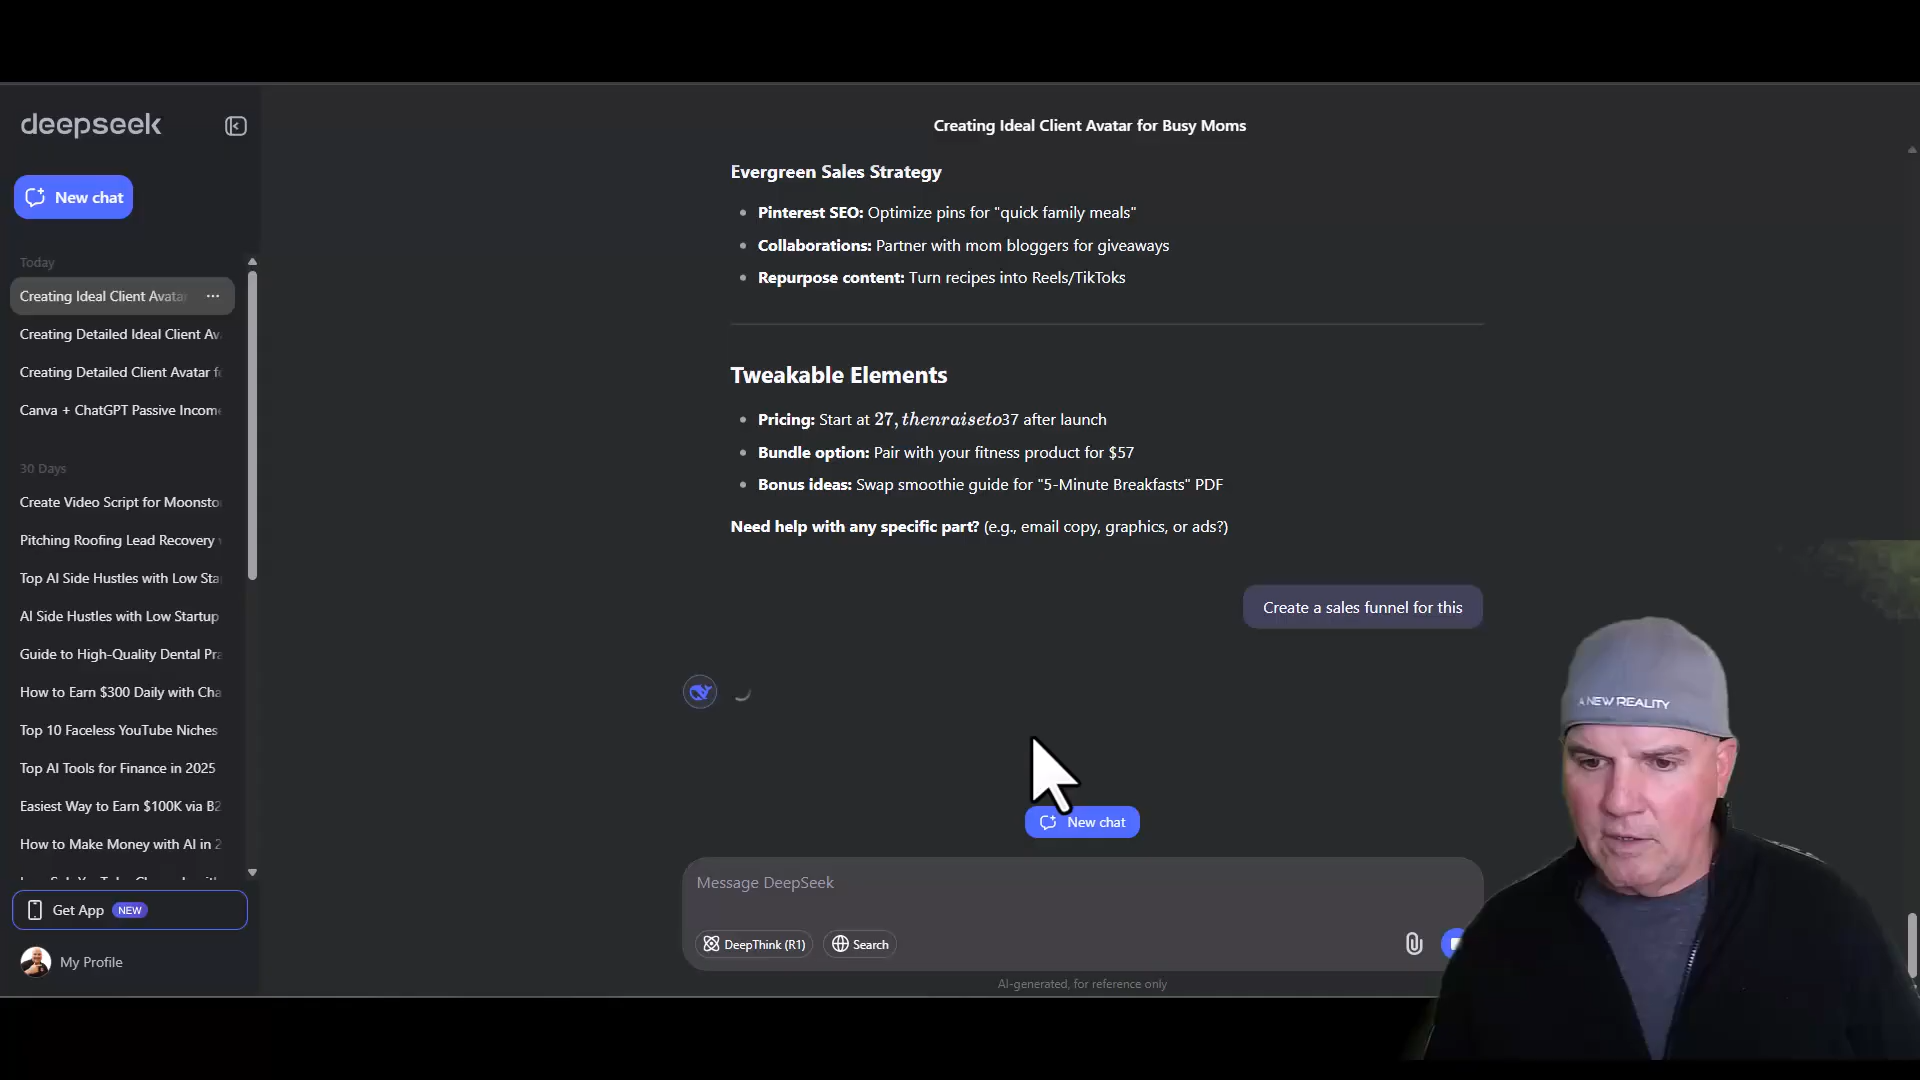 deepseek
New chat
Today
Creating Ideal Client Avata
Creating Detailed Ideal Client Av
Creating Detailed Client Avatar fo
Canva + ChatGPT Passive Income
30 Days
Create Video Script for Moonsto
Pitching Roofing Lead Recovery
Top AI Side Hustles with Low Sta
AI Side Hustles with Low Startup
Guide to High-Quality Dental Pra
How to Earn $300 Daily with Cha
Top 10 Faceless YouTube Niches
Top AI Tools for Finance in 2025
Easiest Way to Earn $100K via B2
How to Make Money with AI in 2
Get App NEW
My Profile
Creating Ideal Client Avatar for Busy Moms
Evergreen Sales Strategy
• Pinterest SEO: Optimize pins for "quick family meals"
• Collaborations: Partner with mom bloggers for giveaways
• Repurpose content: Turn recipes into Reels/TikToks
Tweakable Elements
• Pricing: Start at 27,thenraiseto37 after launch
• Bundle option: Pair with your fitness product for $57
• Bonus ideas: Swap smoothie guide for "5-Minute Breakfasts" PDF
Need help with any specific part? (e.g., email copy, graphics, or ads?)
Create a sales funnel for this
New chat
Message DeepSeek
DeepThink (R1)
Search
AI-generated, for reference only
A NEW REALITY